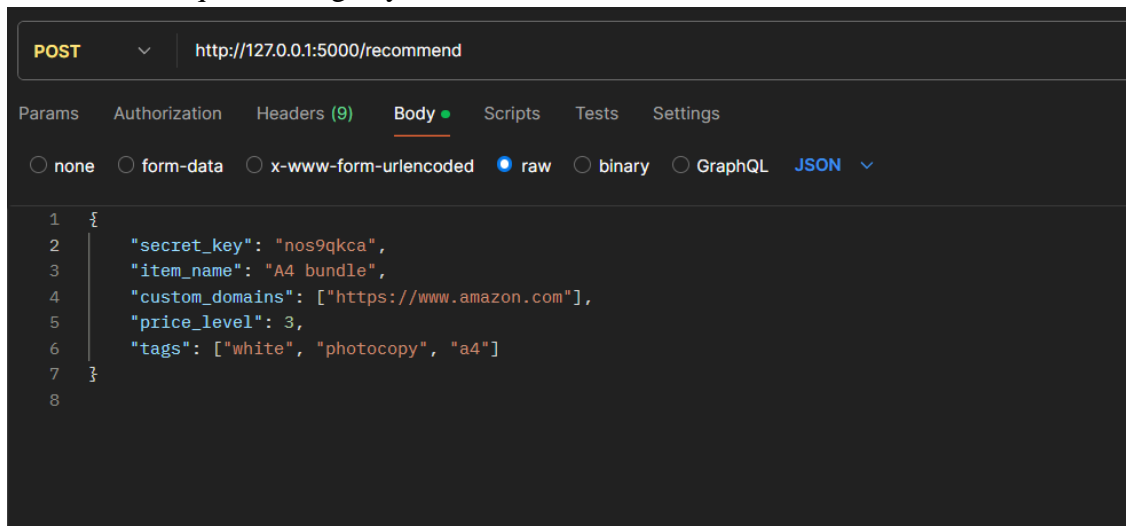 POST http://127.0.0.1:5000/recommend
Params Authorization Headers (9) Body Scripts Tests Settings
none form-data x-www-form-urlencoded raw binary GraphQL JSON
1 {
2 "secret_key": "nos9qkca",
3 "item_name": "A4 bundle",
4 "custom_domains": ["https://www.amazon.com"],
5 "price_level": 3,
6 "tags": ["white", "photocopy", "a4"]
7 }
8